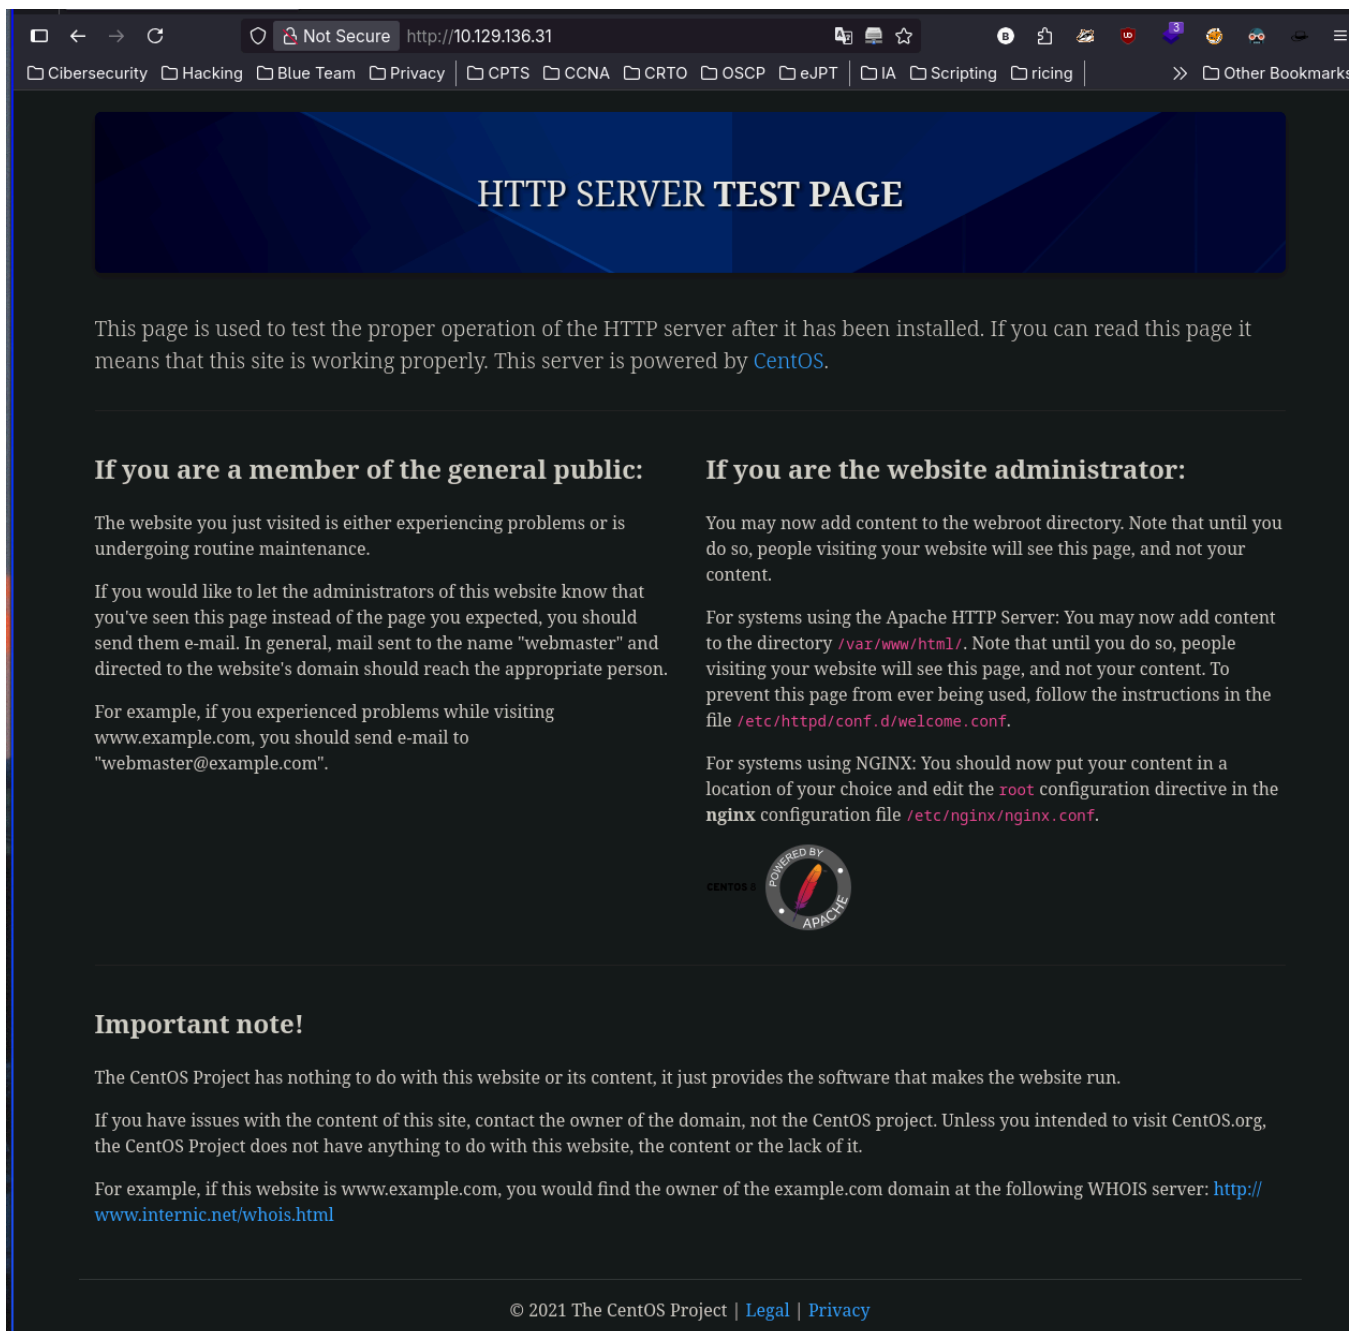 Not Secure http://10.129.136.31
B UD 3
Cibersecurity Hacking Blue Team Privacy CPTS CCNA CRTO OSCP eJPT IA Scripting ricing Other Bookmarks
HTTP SERVER TEST PAGE
This page is used to test the proper operation of the HTTP server after it has been installed. If you can read this page it
means that this site is working properly. This server is powered by CentOS.
If you are a member of the general public:
The website you just visited is either experiencing problems or is
undergoing routine maintenance.
If you would like to let the administrators of this website know that
you've seen this page instead of the page you expected, you should
send them e-mail. In general, mail sent to the name "webmaster" and
directed to the website's domain should reach the appropriate person.
For example, if you experienced problems while visiting
www.example.com, you should send e-mail to
"webmaster@example.com".
If you are the website administrator:
You may now add content to the webroot directory. Note that until you
do so, people visiting your website will see this page, and not your
content.
For systems using the Apache HTTP Server: You may now add content
to the directory /var/www/html/. Note that until you do so, people
visiting your website will see this page, and not your content. To
prevent this page from ever being used, follow the instructions in the
file /etc/httpd/conf.d/welcome.conf.
For systems using NGINX: You should now put your content in a
location of your choice and edit the root configuration directive in the
nginx configuration file /etc/nginx/nginx.conf.
CENTOS 8
POWERED BY
APACHE
Important note!
The CentOS Project has nothing to do with this website or its content, it just provides the software that makes the website run.
If you have issues with the content of this site, contact the owner of the domain, not the CentOS project. Unless you intended to visit CentOS.org,
the CentOS Project does not have anything to do with this website, the content or the lack of it.
For example, if this website is www.example.com, you would find the owner of the example.com domain at the following WHOIS server: http://
www.internic.net/whois.html
© 2021 The CentOS Project | Legal | Privacy